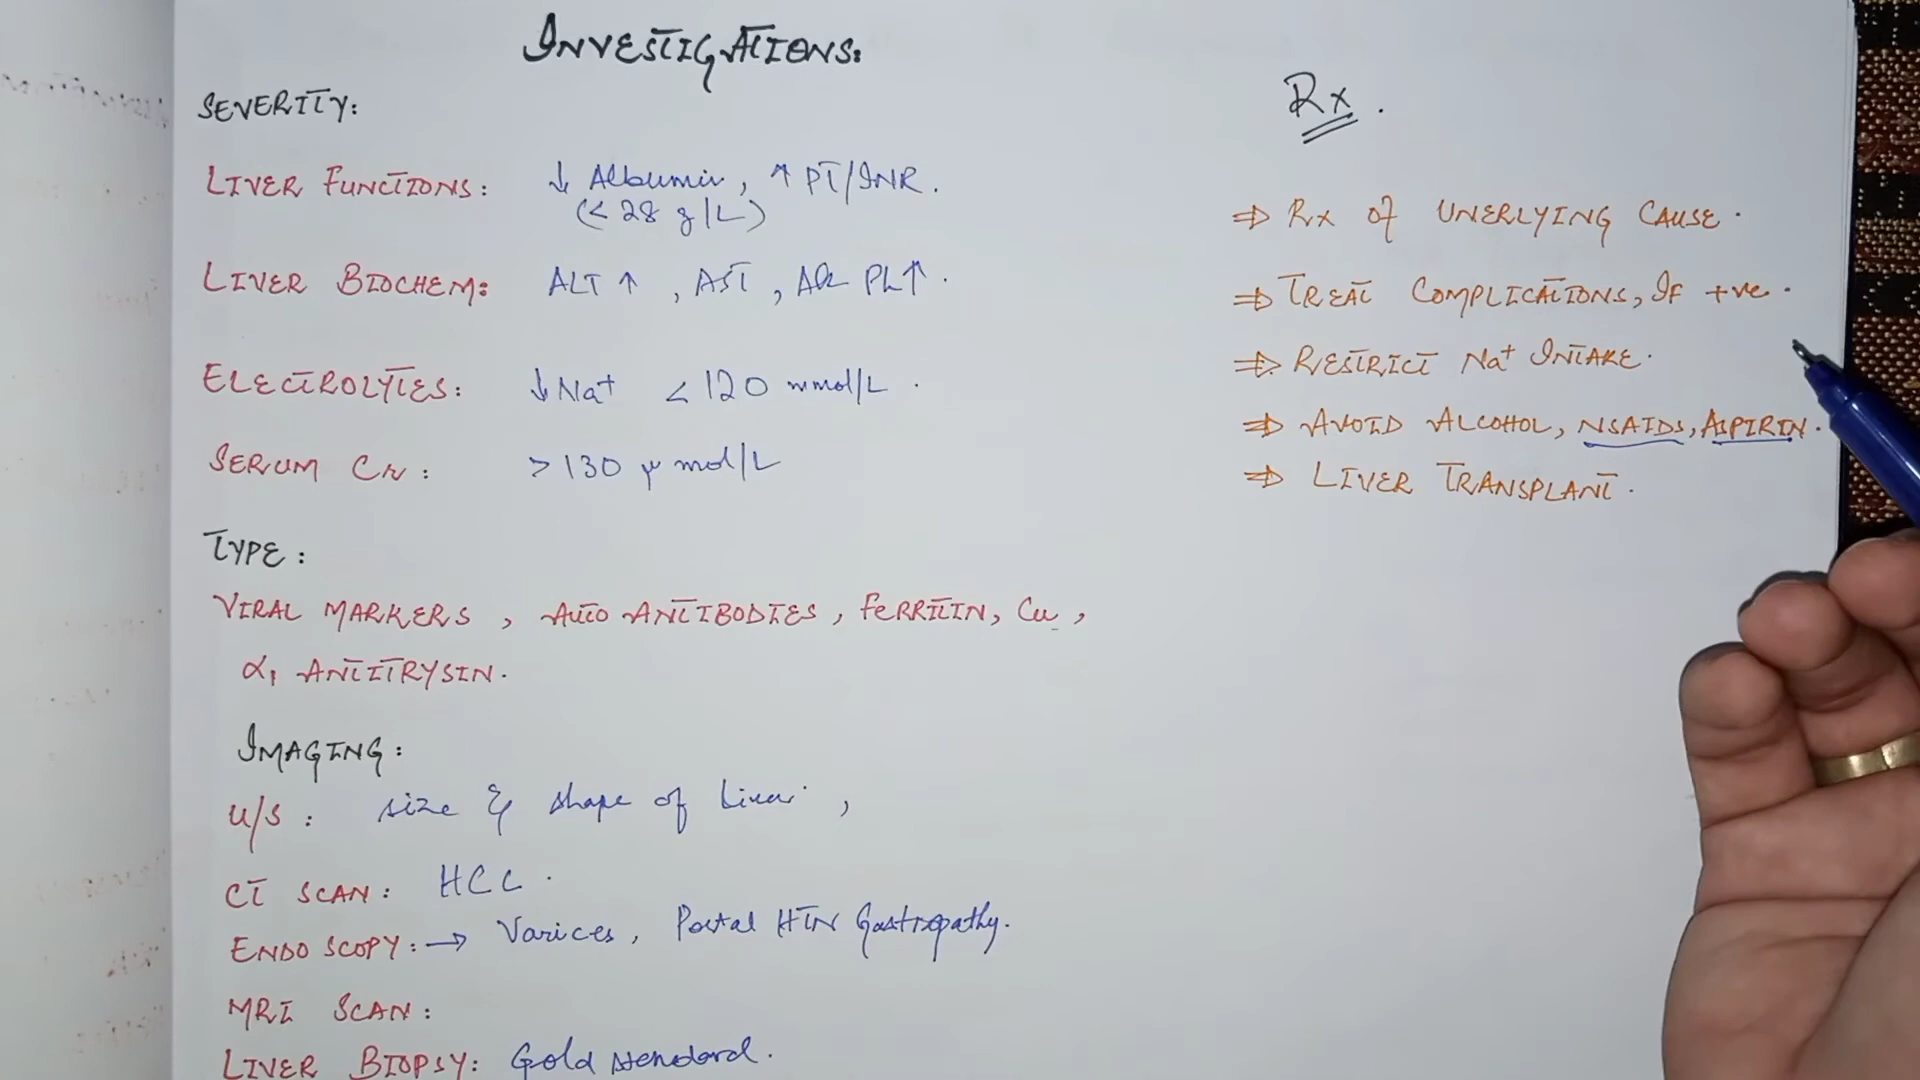 INVESTIGATIONS:
SEVERITY:
LIVER FUNCTIONS: ↓ Albumin, ↑ PT/INR.
(< 28 g/L)
LIVER BIOCHEM: ALT ↑, AST, Alk Ph↑.
ELECTROLYTES: ↓ Na+ < 120 mmol/L.
SERUM Cr: > 130 μ mol/L
TYPE:
VIRAL MARKERS, AUTO ANTIBODIES, FERRITIN, Cu,
α1 ANTITRYSIN.
IMAGING:
U/S: size & shape of Liver,
CT SCAN: HCC.
ENDOSCOPY: → Varices, Portal HTN Gastropathy.
MRI SCAN:
LIVER BIOPSY: Gold standard.
Rx.
⇒ Rx of UNERLYING CAUSE.
⇒ TREAT COMPLICATIONS, IF +ve.
⇒ RESTRICT Na+ INTAKE.
⇒ AVOID ALCOHOL, NSAIDS, ASPIRIN.
⇒ LIVER TRANSPLANT.